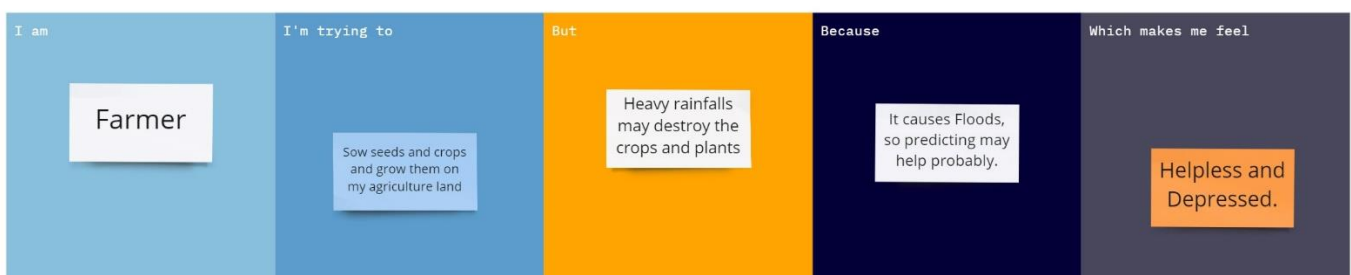 I am
Farmer
I'm trying to
Sow seeds and crops
and grow them on
my agriculture land
But
Heavy rainfalls
may destroy the
crops and plants
Because
It causes Floods,
so predicting may
help probably.
Which makes me feel
Helpless and
Depressed.